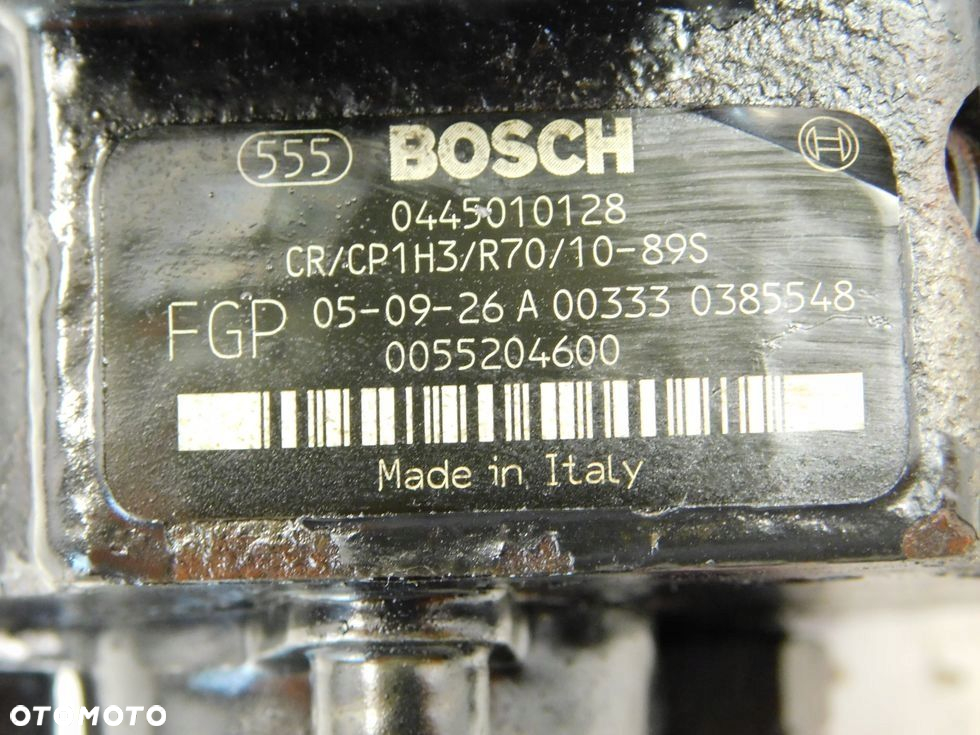 555 BOSCH
0445010128
CR/CP1H3/R70/10-89S
FGP 05-09-26 A 00333 0385548
0055204600
Made in Italy
OTOMOTO